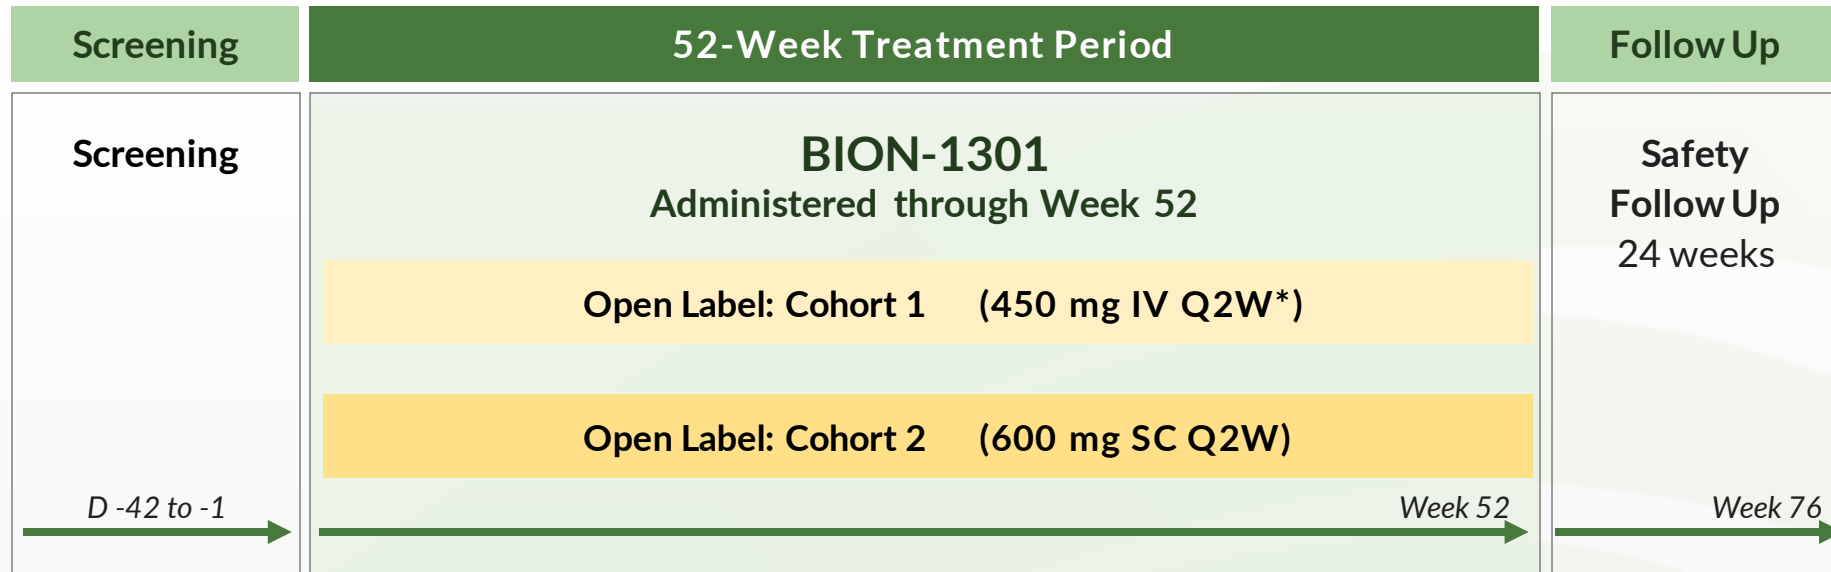 Screening
52-Week Treatment Period
Follow Up
Screening
BION-1301
Administered through Week 52
Open Label: Cohort 1 (450 mg IV Q2W*)
Open Label: Cohort 2 (600 mg SC Q2W)
Safety
Follow Up
24 weeks
D -42 to -1
Week 52
Week 76